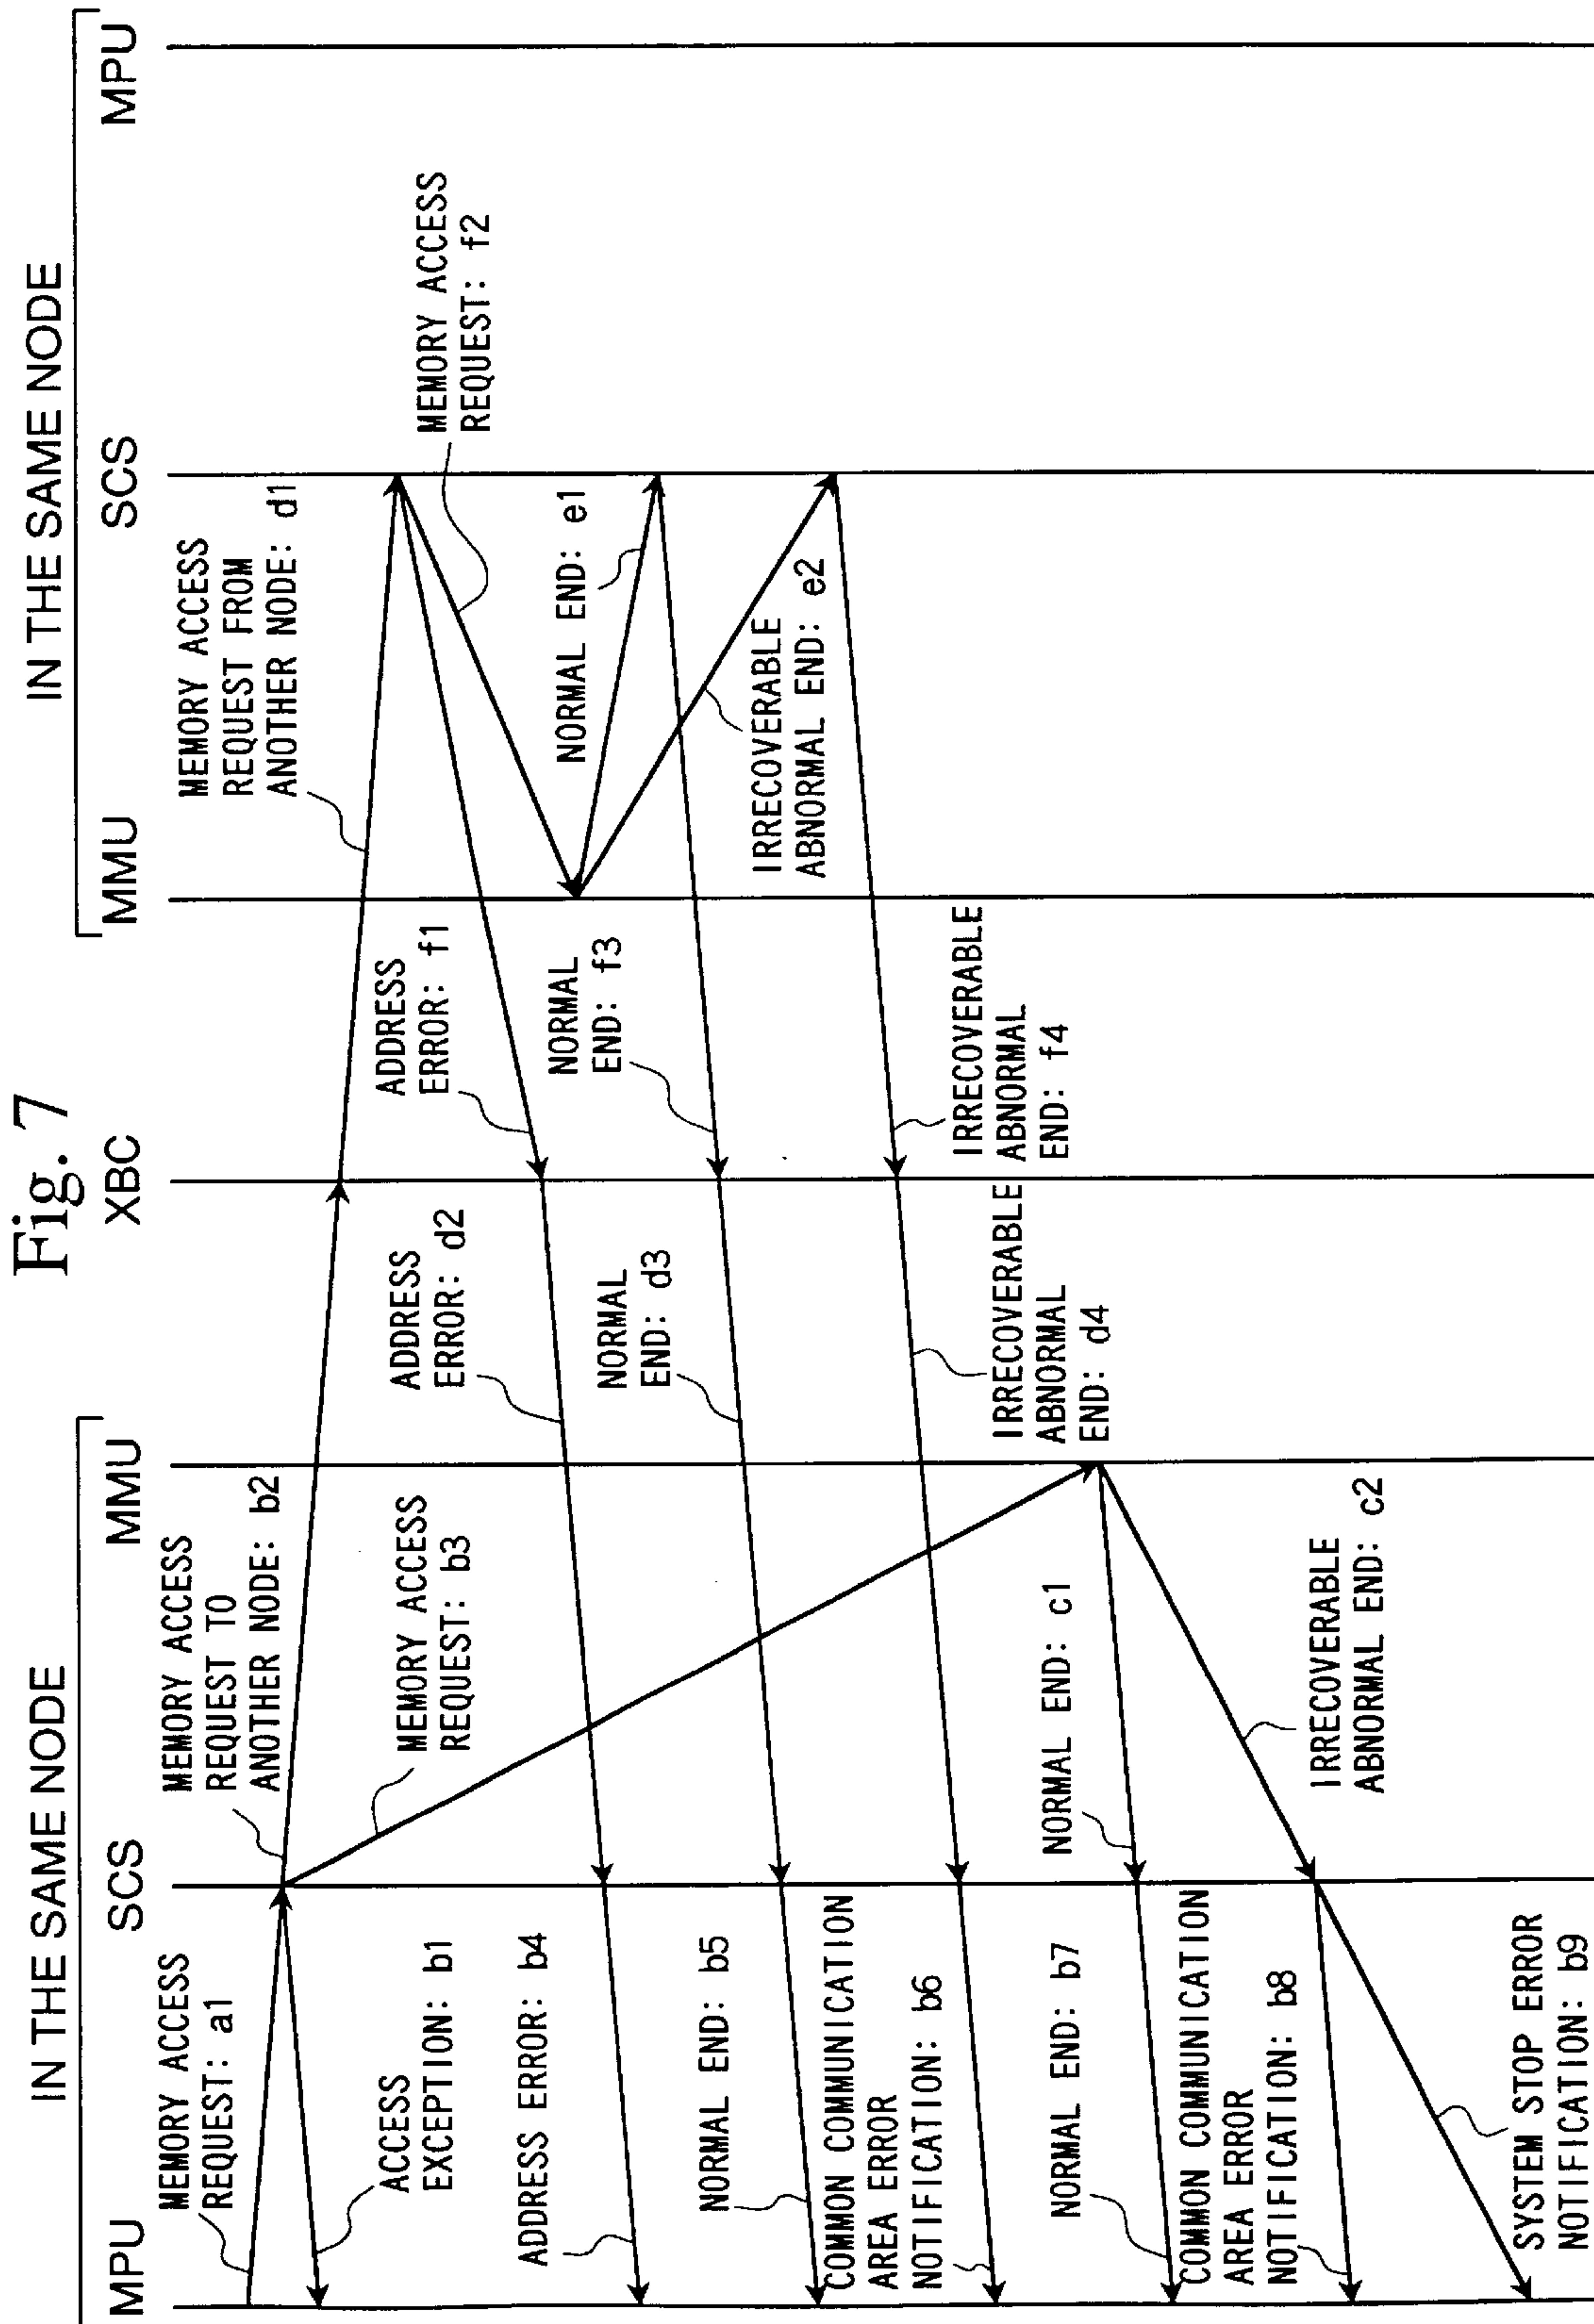 Fig. 7
IN THE SAME NODE
IN THE SAME NODE
MPU
SCS
MMU
XBC
MMU
SCS
MPU
MEMORY ACCESS
REQUEST: a1
MEMORY ACCESS
REQUEST TO
ANOTHER NODE: b2
MEMORY ACCESS
REQUEST FROM
ANOTHER NODE: d1
ACCESS
EXCEPTION: b1
MEMORY ACCESS
REQUEST: b3
ADDRESS
ERROR: d2
ADDRESS
ERROR: f1
MEMORY ACCESS
REQUEST: f2
ADDRESS ERROR: b4
NORMAL
END: d3
NORMAL
END: f3
NORMAL END: e1
NORMAL END: b5
IRRECOVERABLE
ABNORMAL END: e2
COMMON COMMUNICATION
AREA ERROR
NOTIFICATION: b6
IRRECOVERABLE
ABNORMAL
END: d4
IRRECOVERABLE
ABNORMAL
END: f4
NORMAL END: b7
NORMAL END: c1
COMMON COMMUNICATION
AREA ERROR
NOTIFICATION: b8
IRRECOVERABLE
ABNORMAL END: c2
SYSTEM STOP ERROR
NOTIFICATION: b9